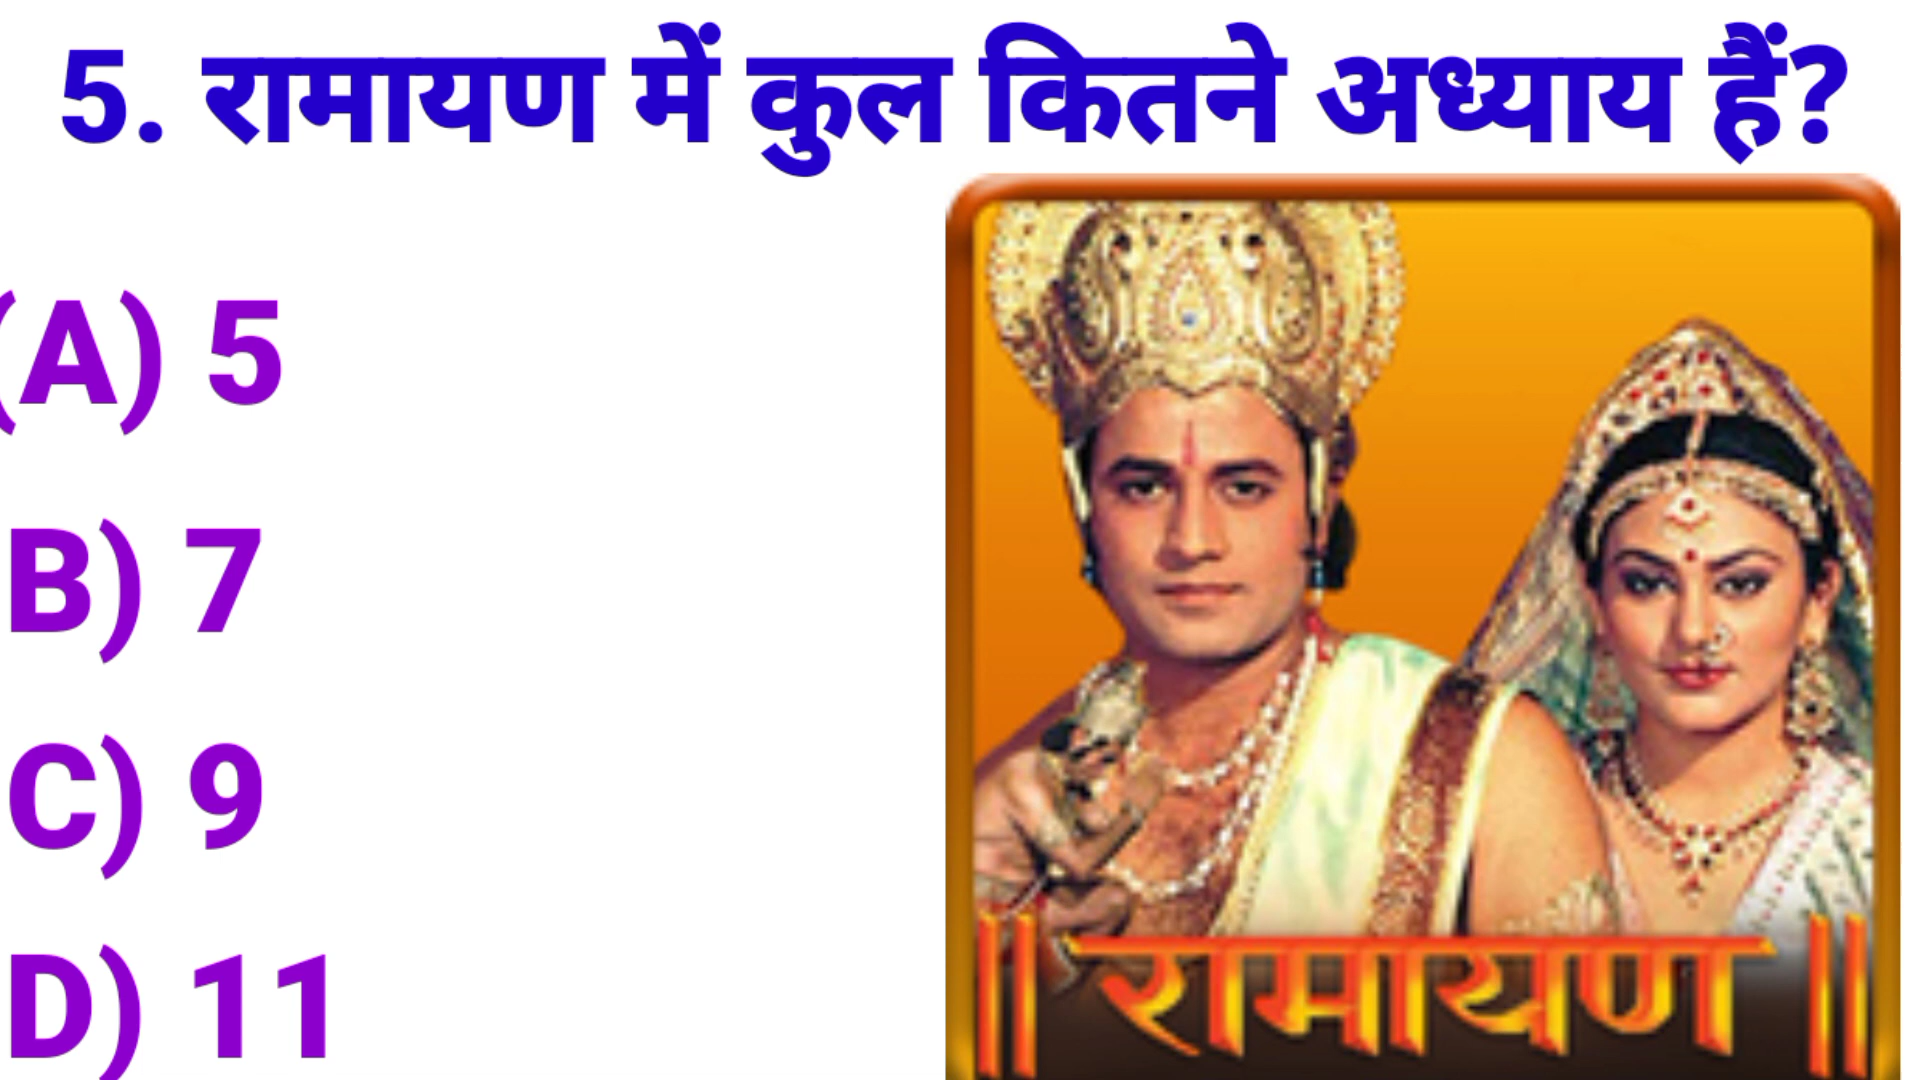 5. रामायण में कुल कितने अध्याय हैं?
(A) 5
B) 7
C) 9
D) 11
|| रामायण ||